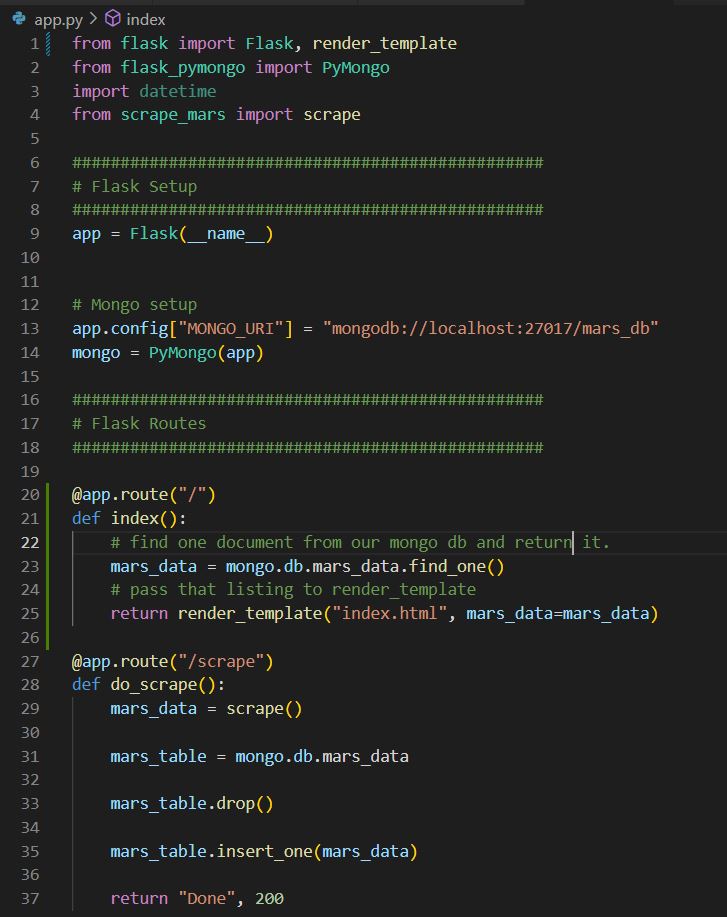 app.py > index
1 from flask import Flask, render_template
2 from flask_pymongo import PyMongo
3 import datetime
4 from scrape_mars import scrape
5
6 #################################################
7 # Flask Setup
8 #################################################
9 app = Flask(__name__)
10
11
12 # Mongo setup
13 app.config["MONGO_URI"] = "mongodb://localhost:27017/mars_db"
14 mongo = PyMongo(app)
15
16 #################################################
17 # Flask Routes
18 #################################################
19
20 @app.route("/")
21 def index():
22     # find one document from our mongo db and return it.
23     mars_data = mongo.db.mars_data.find_one()
24     # pass that listing to render_template
25     return render_template("index.html", mars_data=mars_data)
26
27 @app.route("/scrape")
28 def do_scrape():
29     mars_data = scrape()
30
31     mars_table = mongo.db.mars_data
32
33     mars_table.drop()
34
35     mars_table.insert_one(mars_data)
36
37     return "Done", 200